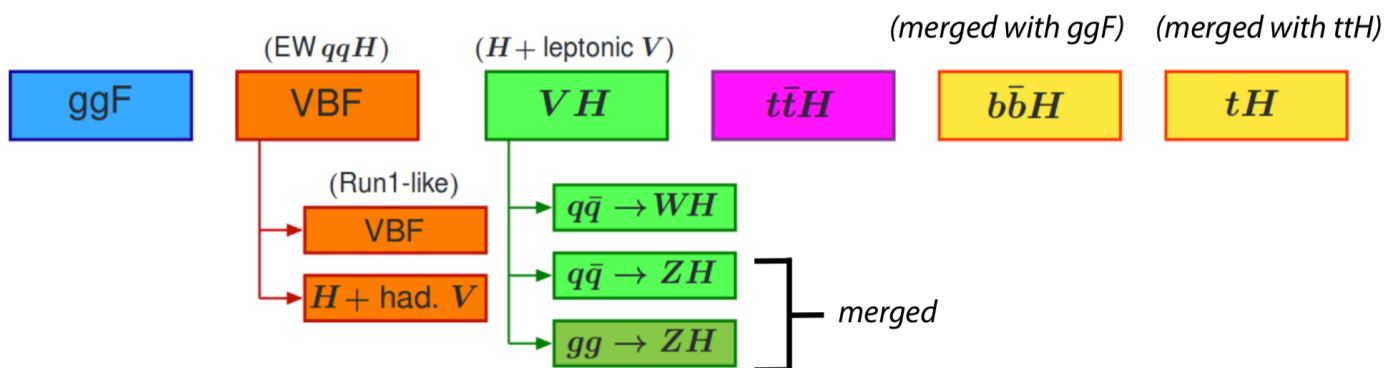 (merged with ggF) (merged with ttH)
(EW qqH) (H + leptonic V)
ggF VBF VH tt̄H bb̄H tH
(Run1-like)
VBF
H + had. V
qq̄ → WH
qq̄ → ZH
gg → ZH
merged